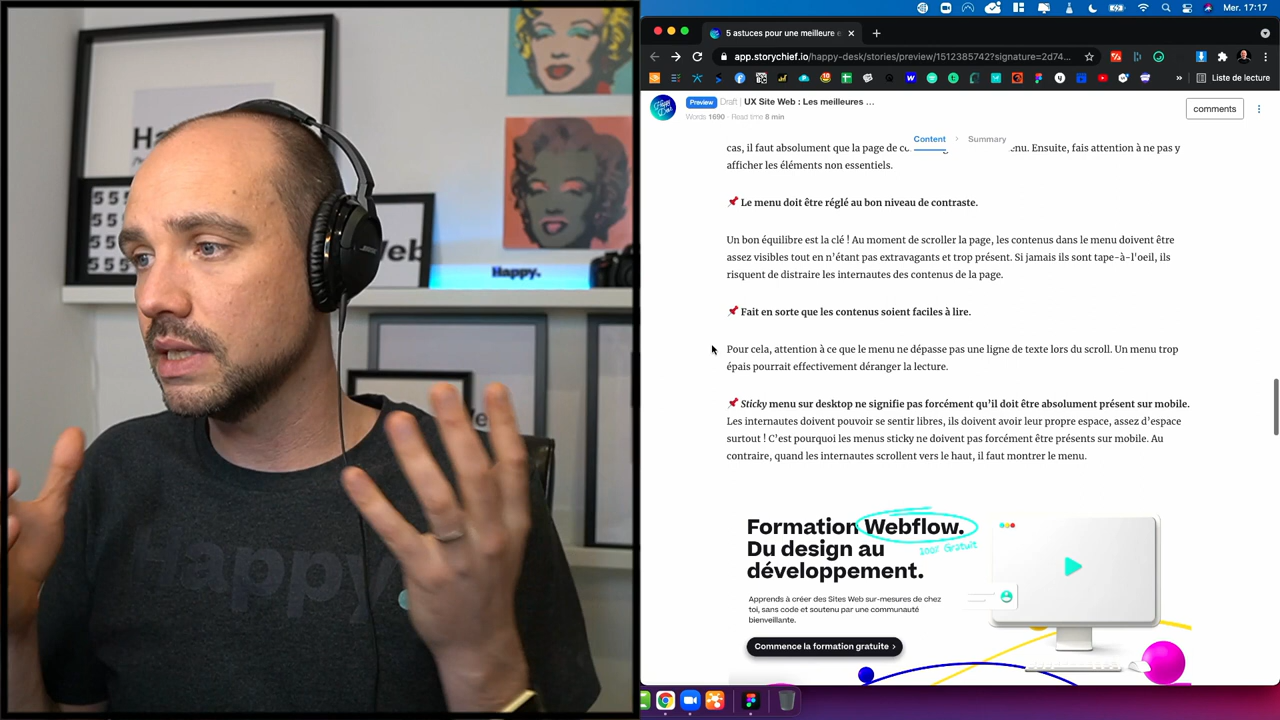 Ha
5 5 5
5 5 5
Web
Happy.
Happy.
Mer. 17:17
5 astuces pour une meilleure e
app.storychief.io/happy-desk/stories/preview/1512385742?signature=2d74...
Liste de lecture
Happy Desk
Preview Draft | UX Site Web : Les meilleures …
Words 1690 · Read time 8 min
comments
Content > Summary
cas, il faut absolument que la page de enu. Ensuite, fais attention à ne pas y
afficher les éléments non essentiels.
📌 Le menu doit être réglé au bon niveau de contraste.
Un bon équilibre est la clé ! Au moment de scroller la page, les contenus dans le menu doivent être
assez visibles tout en n’étant pas extravagants et trop présent. Si jamais ils sont tape-à-l'oeil, ils
risquent de distraire les internautes des contenus de la page.
📌 Fait en sorte que les contenus soient faciles à lire.
Pour cela, attention à ce que le menu ne dépasse pas une ligne de texte lors du scroll. Un menu trop
épais pourrait effectivement déranger la lecture.
📌 Sticky menu sur desktop ne signifie pas forcément qu’il doit être absolument présent sur mobile.
Les internautes doivent pouvoir se sentir libres, ils doivent avoir leur propre espace, assez d’espace
surtout ! C’est pourquoi les menus sticky ne doivent pas forcément être présents sur mobile. Au
contraire, quand les internautes scrollent vers le haut, il faut montrer le menu.
Formation Webflow.
100% Gratuit
Du design au
développement.
Apprends à créer des Sites Web sur-mesures de chez
toi, sans code et soutenu par une communauté
bienveillante.
Commence la formation gratuite >